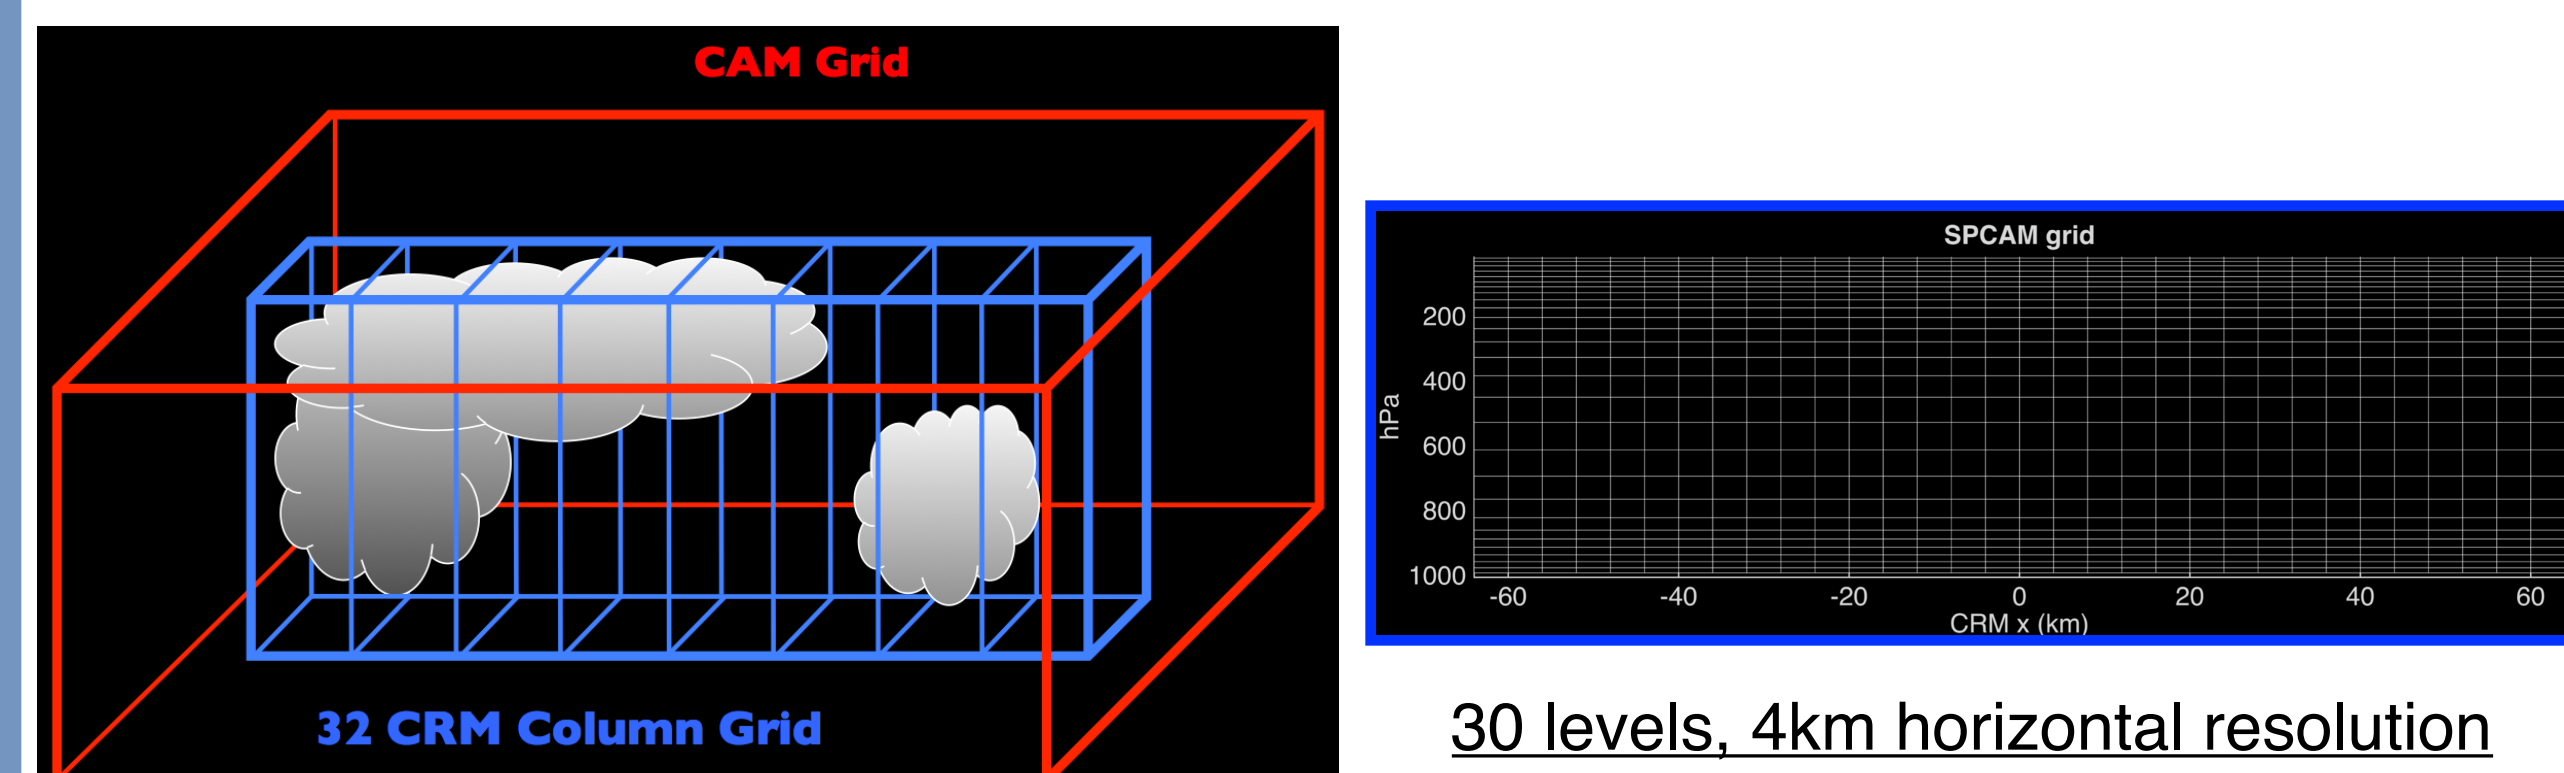 CAM Grid
32 CRM Column Grid
SPCAM grid
hPa
200
400
600
800
1000
-60 -40 -20 0 20 40 60
CRM x (km)
30 levels, 4km horizontal resolution